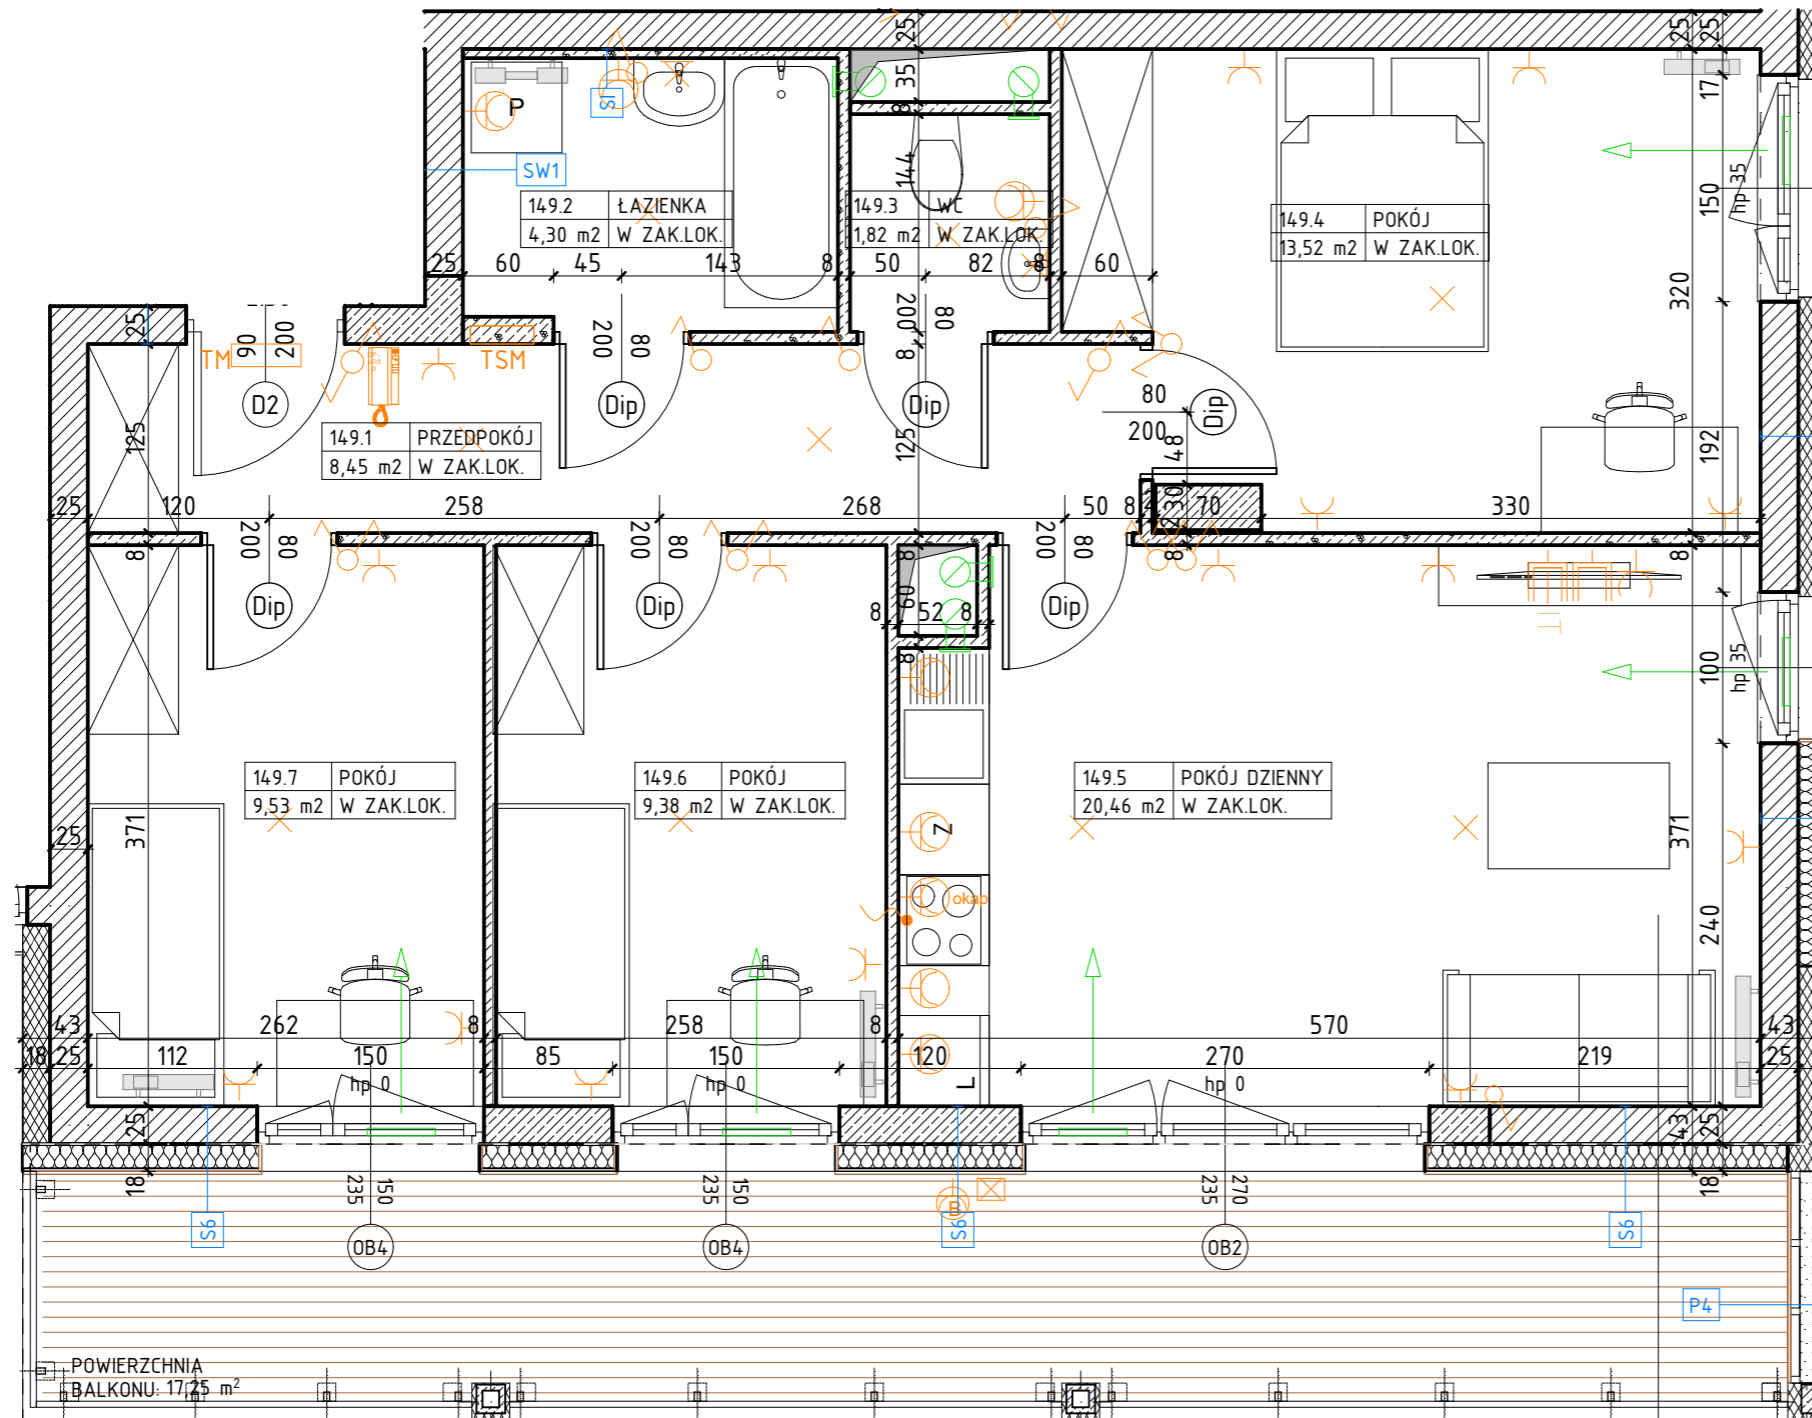 25
25
25
35
17
P
SI
8
SW1
144
150
hp 35
149.2 ŁAZIENKA
4,30 m2 W ZAK.LOK.
149.3 WC
1,82 m2 W ZAK.LOK.
149.4 POKÓJ
13,52 m2 W ZAK.LOK.
25 60 45 143 8 50 82 8 60
320
25
90
200
TM
TSM
200
80
200
80
8
D2
Dip
Dip
80
200
Dip
125
149.1 PRZEDPOKÓJ
8,45 m2 W ZAK.LOK.
125
48
192
25 120 258 268 50 8 2 70 330
230
8
200
80
200
80
8
200
80
8
8
Dip
Dip
60
8 52 8
Dip
8
100
hp 35
149.7 POKÓJ
9,53 m2 W ZAK.LOK.
149.6 POKÓJ
9,38 m2 W ZAK.LOK.
149.5 POKÓJ DZIENNY
20,46 m2 W ZAK.LOK.
25
371
Z
371
okap
240
43 262 8 258 8 570 43
18 25 112 150 85 150 120 270 219 25
hp 0
hp 0
L
hp 0
25
43
25
18
18
235
150
235
150
235
270
B
S6
S6
S6
OB4
OB4
OB2
P4
POWIERZCHNIA
BALKONU: 17,25 m²